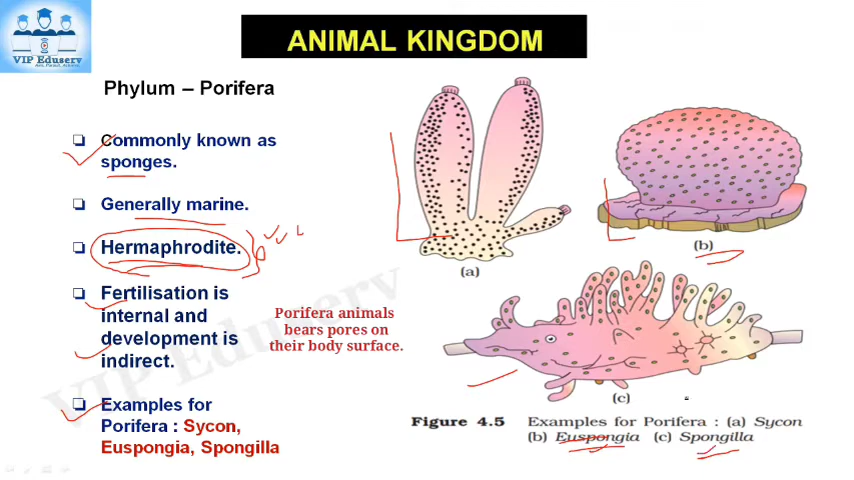 ANIMAL KINGDOM
VIP Eduserv
Phylum – Porifera
Commonly known as
sponges.
Generally marine.
Hermaphrodite.
Fertilisation is
internal and
development is
indirect.
Examples for
Porifera : Sycon,
Euspongia, Spongilla
Porifera animals
bears pores on
their body surface.
(a)
(b)
(c)
Figure 4.5 Examples for Porifera : (a) Sycon
(b) Euspongia (c) Spongilla
VIP Eduserv